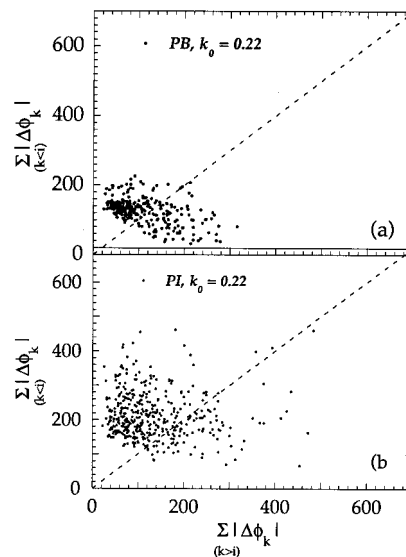 600
400
200
0
Σ | Δϕₖ |
(k<i)
• PB, k₀ = 0.22
(a)
600
400
200
0
Σ | Δϕₖ |
(k<i)
• PI, k₀ = 0.22
(b)
0 200 400 600
Σ | Δϕₖ |
(k>i)